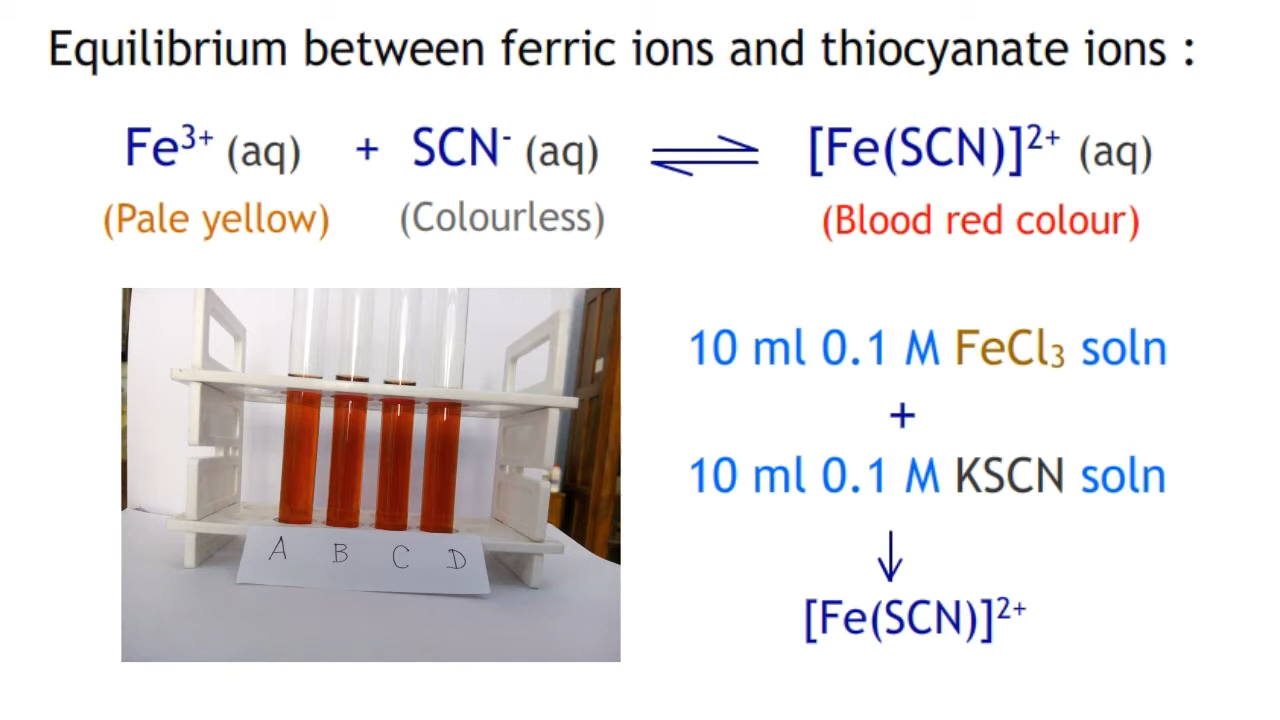 Equilibrium between ferric ions and thiocyanate ions :
Fe³⁺ (aq) + SCN⁻ (aq) ⇌ [Fe(SCN)]²⁺ (aq)
(Pale yellow) (Colourless) (Blood red colour)
10 ml 0.1 M FeCl₃ soln
+
10 ml 0.1 M KSCN soln
↓
[Fe(SCN)]²⁺
A B C D